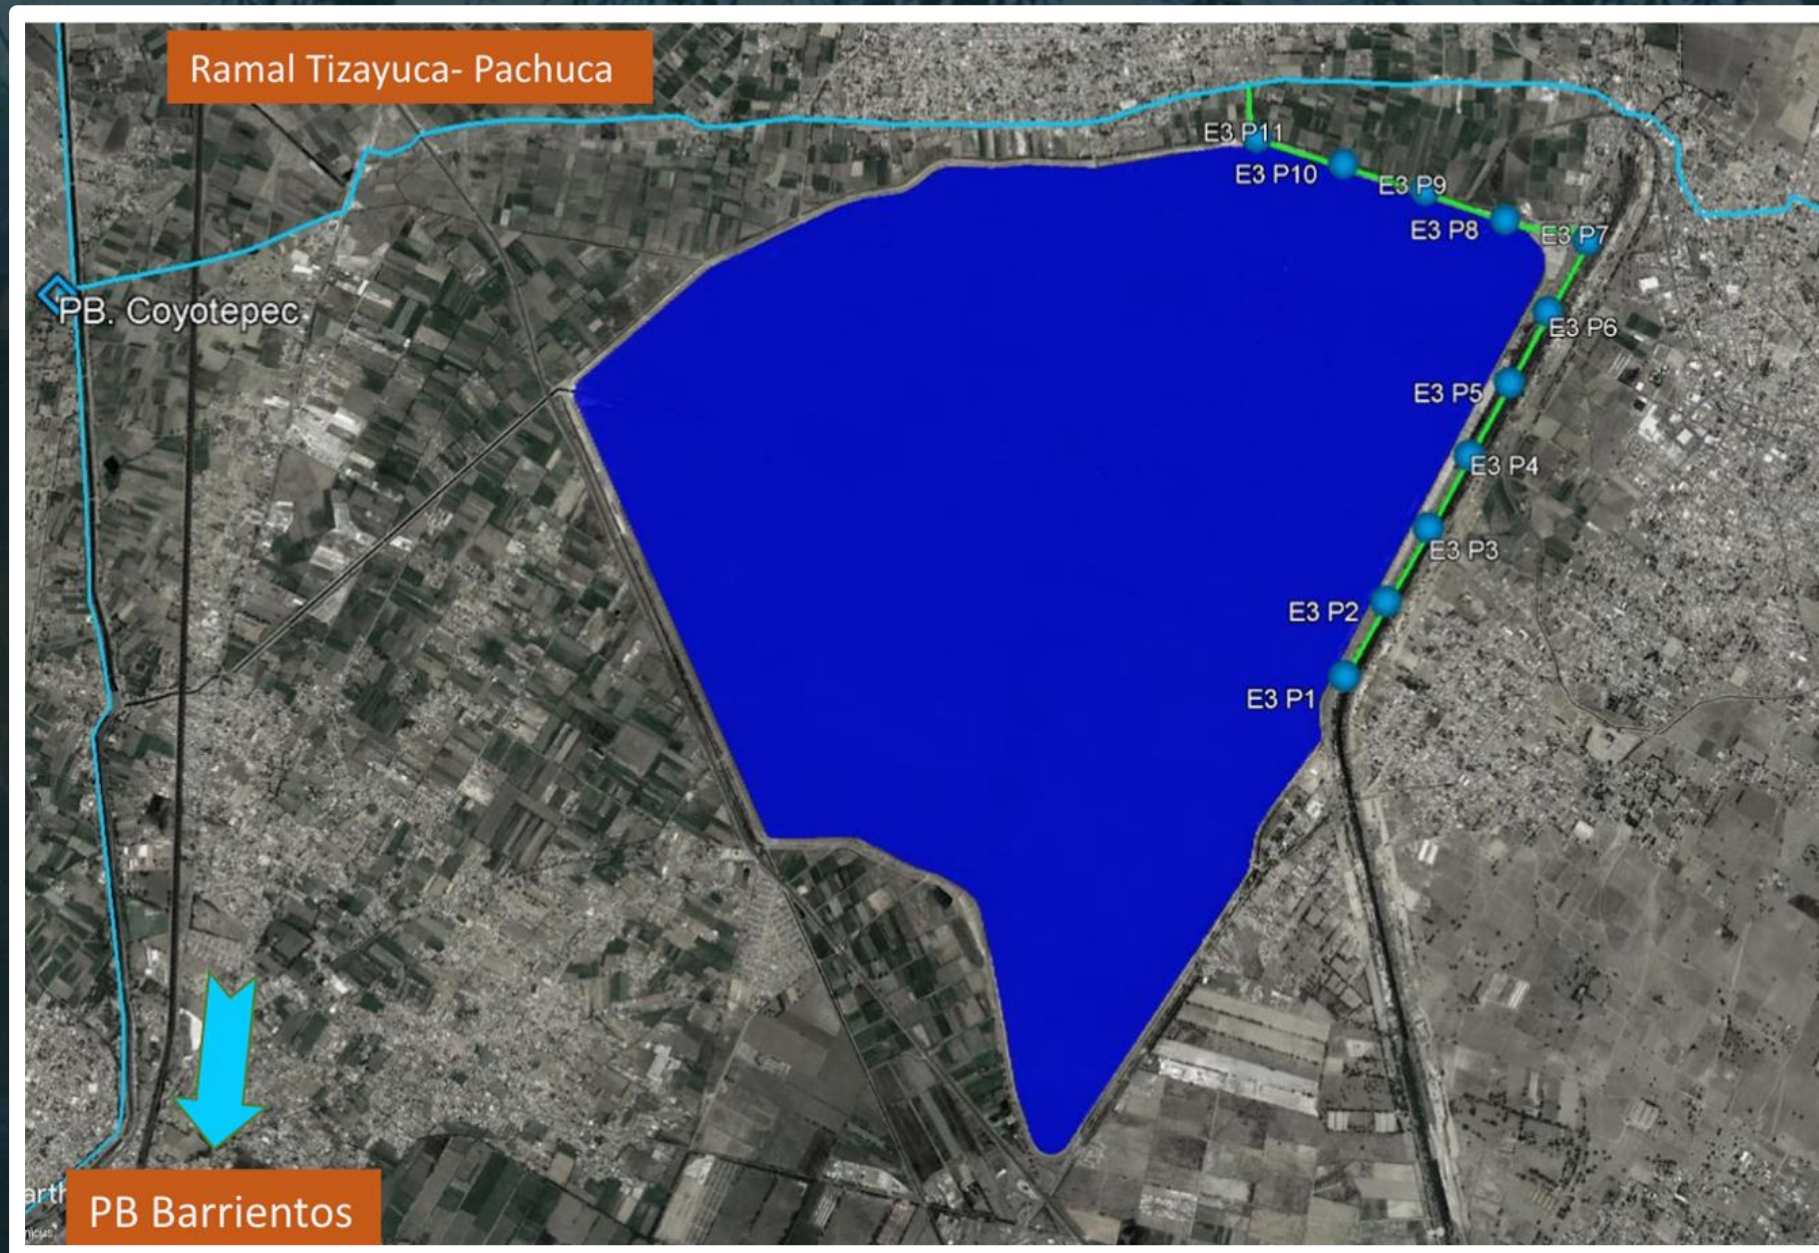 Ramal Tizayuca- Pachuca
E3 P11
E3 P10
E3 P9
E3 P8
E3 P7
PB. Coyotepec
E3 P6
E3 P5
E3 P4
E3 P3
E3 P2
E3 P1
PB Barrientos